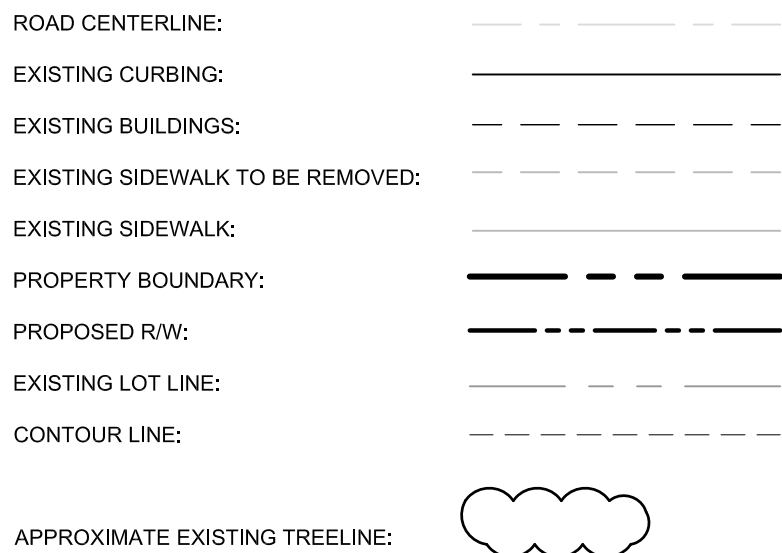 ROAD CENTERLINE:
EXISTING CURBING:
EXISTING BUILDINGS:
EXISTING SIDEWALK TO BE REMOVED:
EXISTING SIDEWALK:
PROPERTY BOUNDARY:
PROPOSED R/W:
EXISTING LOT LINE:
CONTOUR LINE:
APPROXIMATE EXISTING TREELINE: